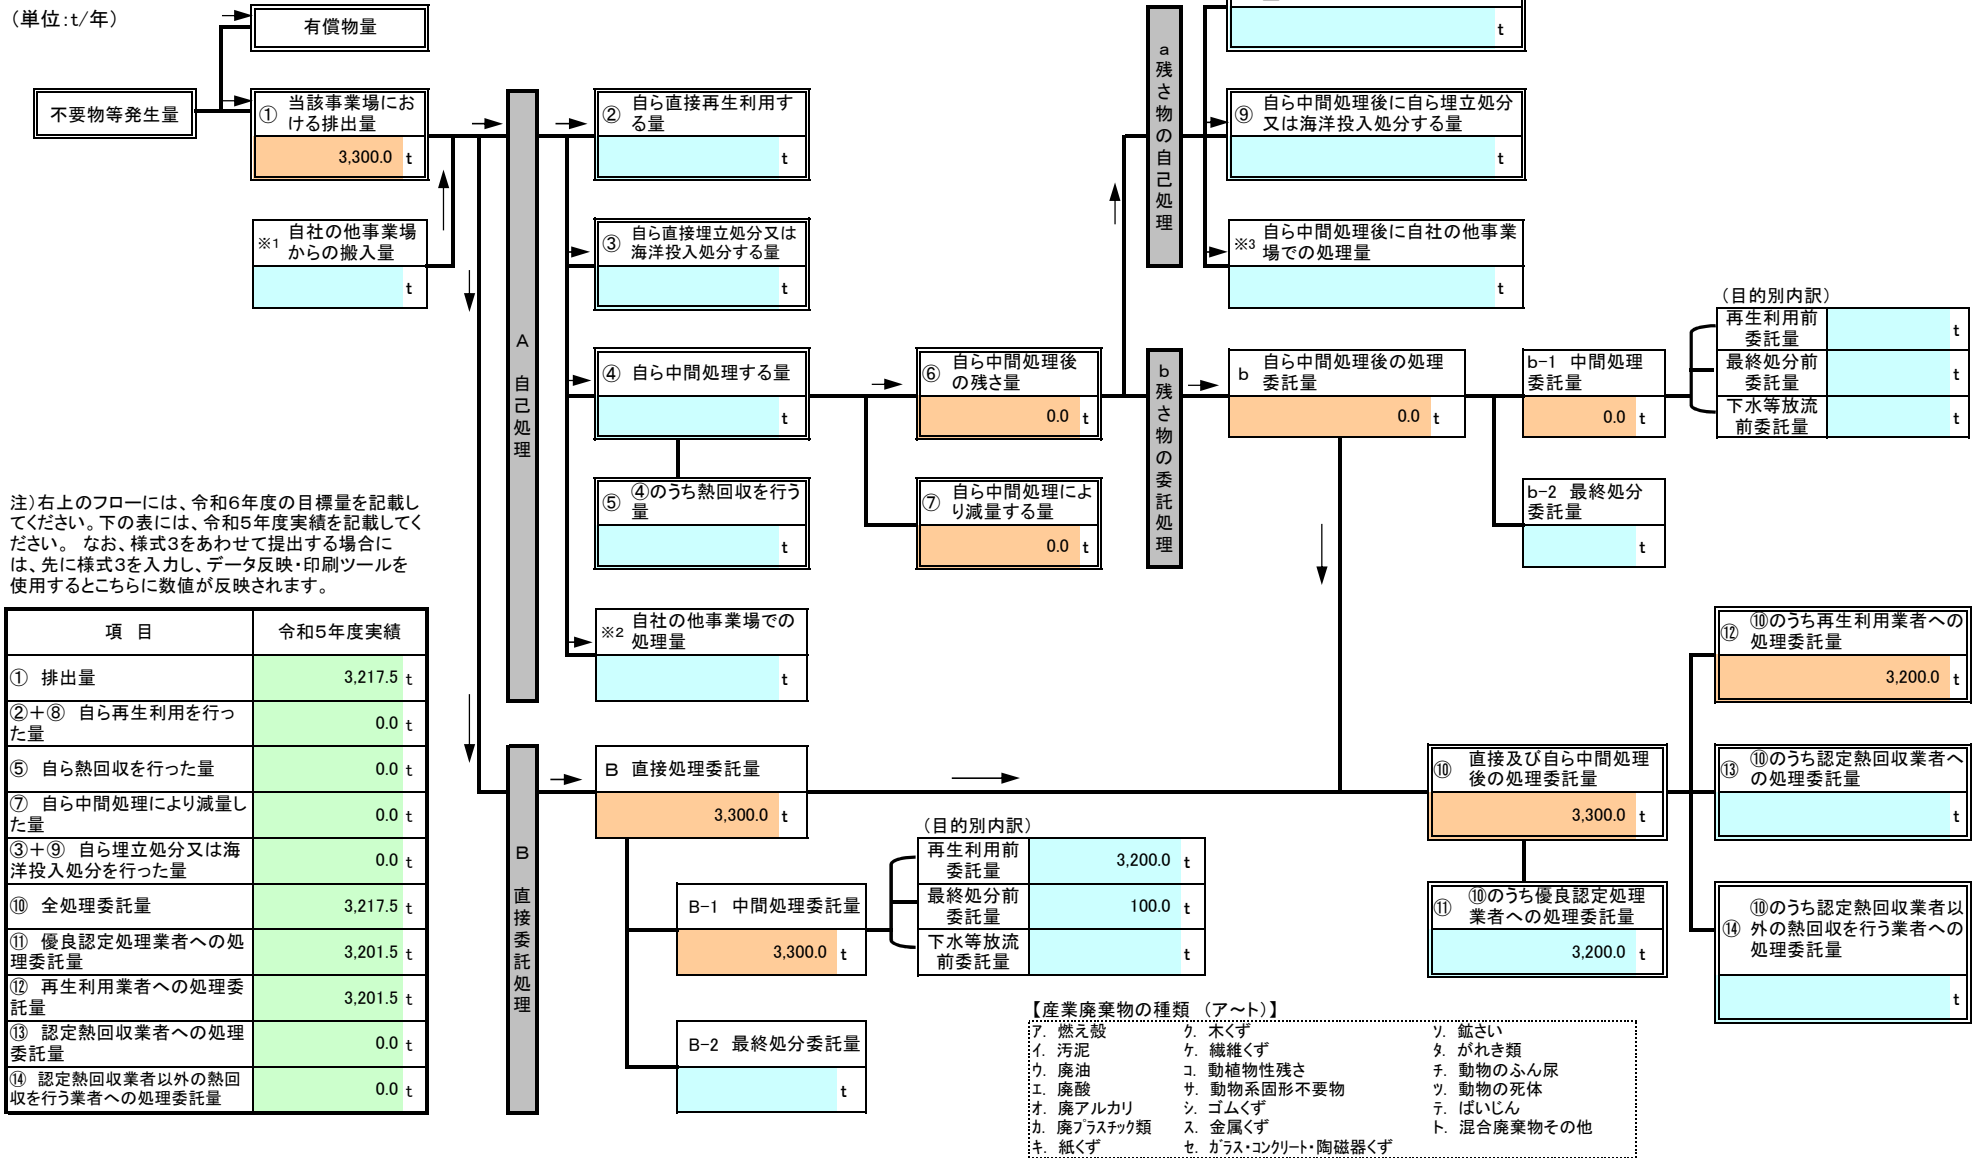 (単位:t/年)
有償物量
不要物等発生量
① 当該事業場にお
ける排出量
3,300.0 t
※1 自社の他事業場
からの搬入量
t
A 自己処理
② 自ら直接再生利用す
る量
t
③ 自ら直接埋立処分又は
海洋投入処分する量
t
④ 自ら中間処理する量
t
⑤ ④のうち熱回収を行う
量
t
※2 自社の他事業場での
処理量
t
⑥ 自ら中間処理後
の残さ量
0.0 t
⑦ 自ら中間処理によ
り減量する量
0.0 t
a 残さ物の自己処理
t
⑨ 自ら中間処理後に自ら埋立処分
又は海洋投入処分する量
t
※3 自ら中間処理後に自社の他事業
場での処理量
t
b 残さ物の委託処理
b 自ら中間処理後の処理
委託量
0.0 t
b-1 中間処理
委託量
0.0 t
b-2 最終処分
委託量
t
(目的別内訳)
再生利用前
委託量
t
最終処分前
委託量
t
下水等放流
前委託量
t
注)右上のフローには、令和6年度の目標量を記載し
てください。下の表には、令和5年度実績を記載してく
ださい。 なお、様式3をあわせて提出する場合に
は、先に様式3を入力し、データ反映・印刷ツールを
使用するとこちらに数値が反映されます。
項 目 令和5年度実績
① 排出量 3,217.5 t
②+⑧ 自ら再生利用を行っ
た量 0.0 t
⑤ 自ら熱回収を行った量 0.0 t
⑦ 自ら中間処理により減量し
た量 0.0 t
③+⑨ 自ら埋立処分又は海
洋投入処分を行った量 0.0 t
⑩ 全処理委託量 3,217.5 t
⑪ 優良認定処理業者への処
理委託量 3,201.5 t
⑫ 再生利用業者への処理委
託量 3,201.5 t
⑬ 認定熱回収業者への処理
委託量 0.0 t
⑭ 認定熱回収業者以外の熱回
収を行う業者への処理委託量 0.0 t
B 直接委託処理
B 直接処理委託量
3,300.0 t
B-1 中間処理委託量
3,300.0 t
B-2 最終処分委託量
t
(目的別内訳)
再生利用前
委託量
3,200.0 t
最終処分前
委託量
100.0 t
下水等放流
前委託量
t
⑩ 直接及び自ら中間処理
後の処理委託量
3,300.0 t
⑪ ⑩のうち優良認定処理
業者への処理委託量
3,200.0 t
⑫ ⑩のうち再生利用業者への
処理委託量
3,200.0 t
⑬ ⑩のうち認定熱回収業者へ
の処理委託量
t
⑭ ⑩のうち認定熱回収業者以
外の熱回収を行う業者への
処理委託量
t
【産業廃棄物の種類 (ア~ト)】
ア. 燃え殻 ク. 木くず ソ. 鉱さい
イ. 汚泥 ケ. 繊維くず タ. がれき類
ウ. 廃油 コ. 動植物性残さ チ. 動物のふん尿
エ. 廃酸 サ. 動物系固形不要物 ツ. 動物の死体
オ. 廃アルカリ シ. ゴムくず テ. ばいじん
カ. 廃プラスチック類 ス. 金属くず ト. 混合廃棄物その他
キ. 紙くず セ. ガラス・コンクリート・陶磁器くず